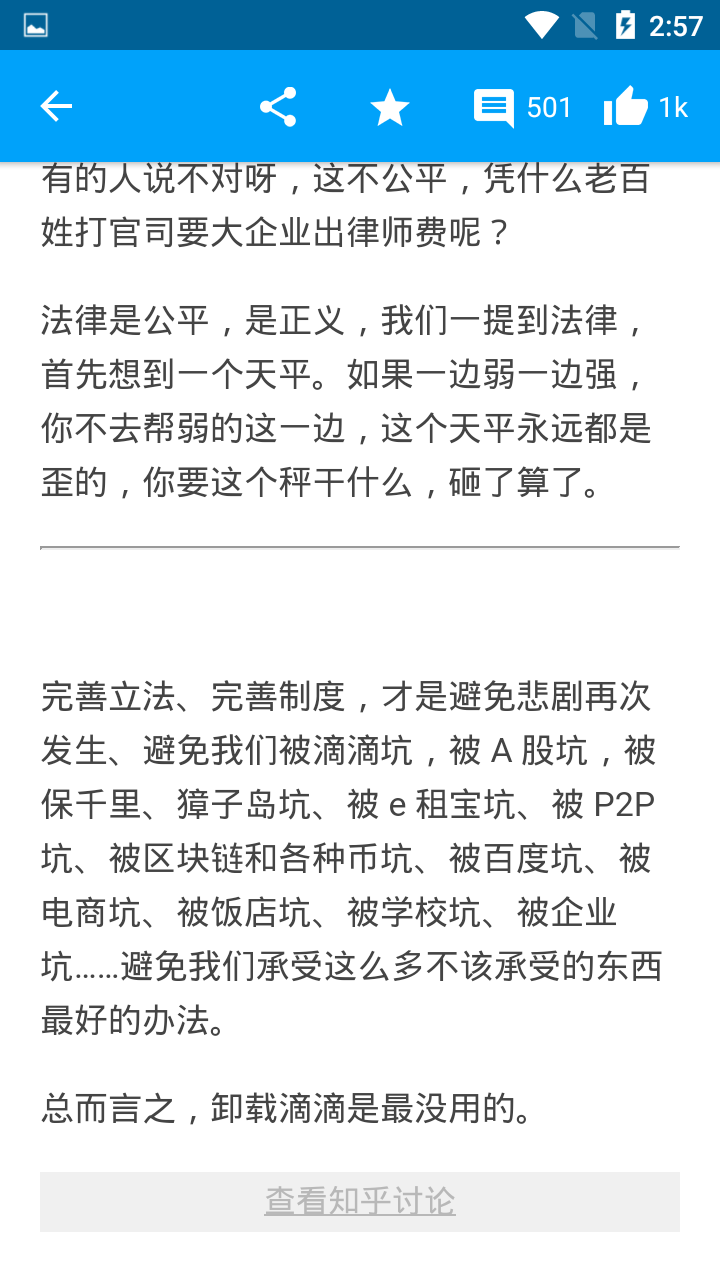 2:57
501
1k
有的人说不对呀，这不公平，凭什么老百
姓打官司要大企业出律师费呢？
法律是公平，是正义，我们一提到法律，
首先想到一个天平。如果一边弱一边强，
你不去帮弱的这一边，这个天平永远都是
歪的，你要这个秤干什么，砸了算了。
完善立法、完善制度，才是避免悲剧再次
发生、避免我们被滴滴坑，被 A 股坑，被
保千里、獐子岛坑、被 e 租宝坑、被 P2P
坑、被区块链和各种币坑、被百度坑、被
电商坑、被饭店坑、被学校坑、被企业
坑……避免我们承受这么多不该承受的东西
最好的办法。
总而言之，卸载滴滴是最没用的。
查看知乎讨论